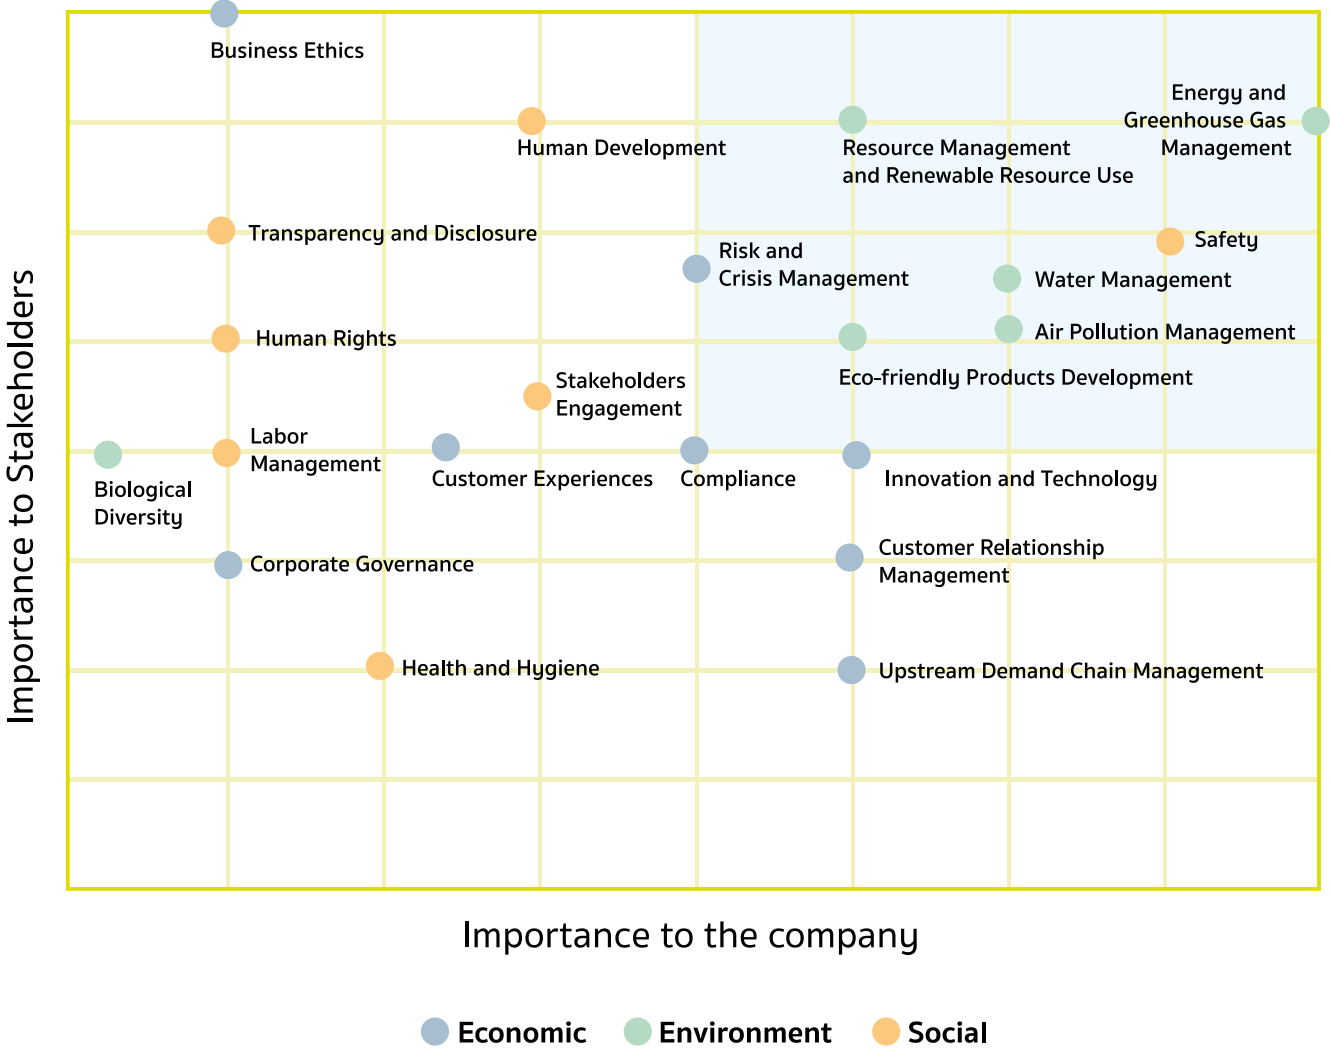 Business Ethics
Energy and
Greenhouse Gas
Management
Human Development
Resource Management
and Renewable Resource Use
Transparency and Disclosure
Risk and
Crisis Management
Safety
Water Management
Human Rights
Air Pollution Management
Stakeholders
Engagement
Eco-friendly Products Development
Labor
Management
Biological
Diversity
Customer Experiences
Compliance
Innovation and Technology
Corporate Governance
Customer Relationship
Management
Health and Hygiene
Upstream Demand Chain Management
Importance to Stakeholders
Importance to the company
Economic
Environment
Social